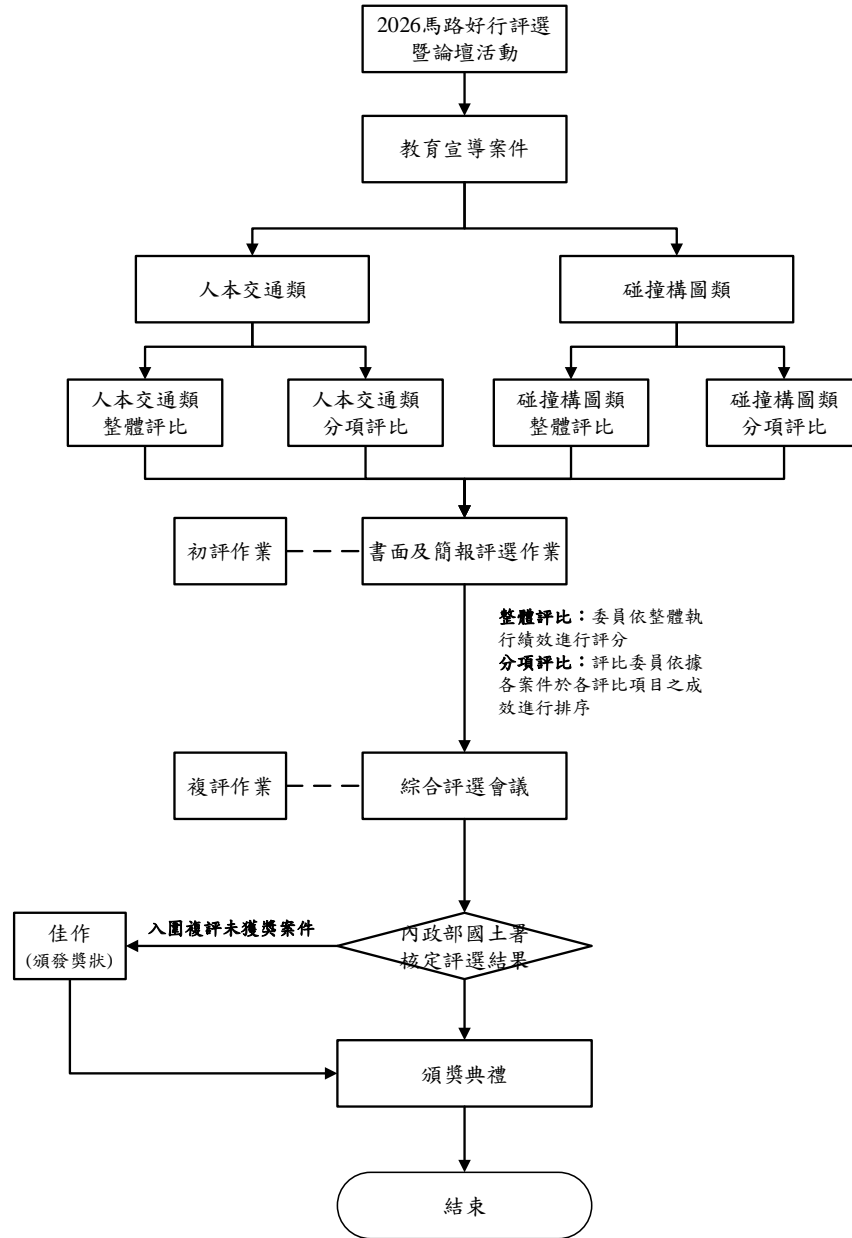 2026馬路好行評選
暨論壇活動
教育宣導案件
人本交通類
碰撞構圖類
人本交通類
整體評比
人本交通類
分項評比
碰撞構圖類
整體評比
碰撞構圖類
分項評比
初評作業
書面及簡報評選作業
整體評比：委員依整體執
行績效進行評分
分項評比：評比委員依據
各案件於各評比項目之成
效進行排序
複評作業
綜合評選會議
佳作
(頒發獎狀)
入圍複評未獲獎案件
內政部國土署
核定評選結果
頒獎典禮
結束